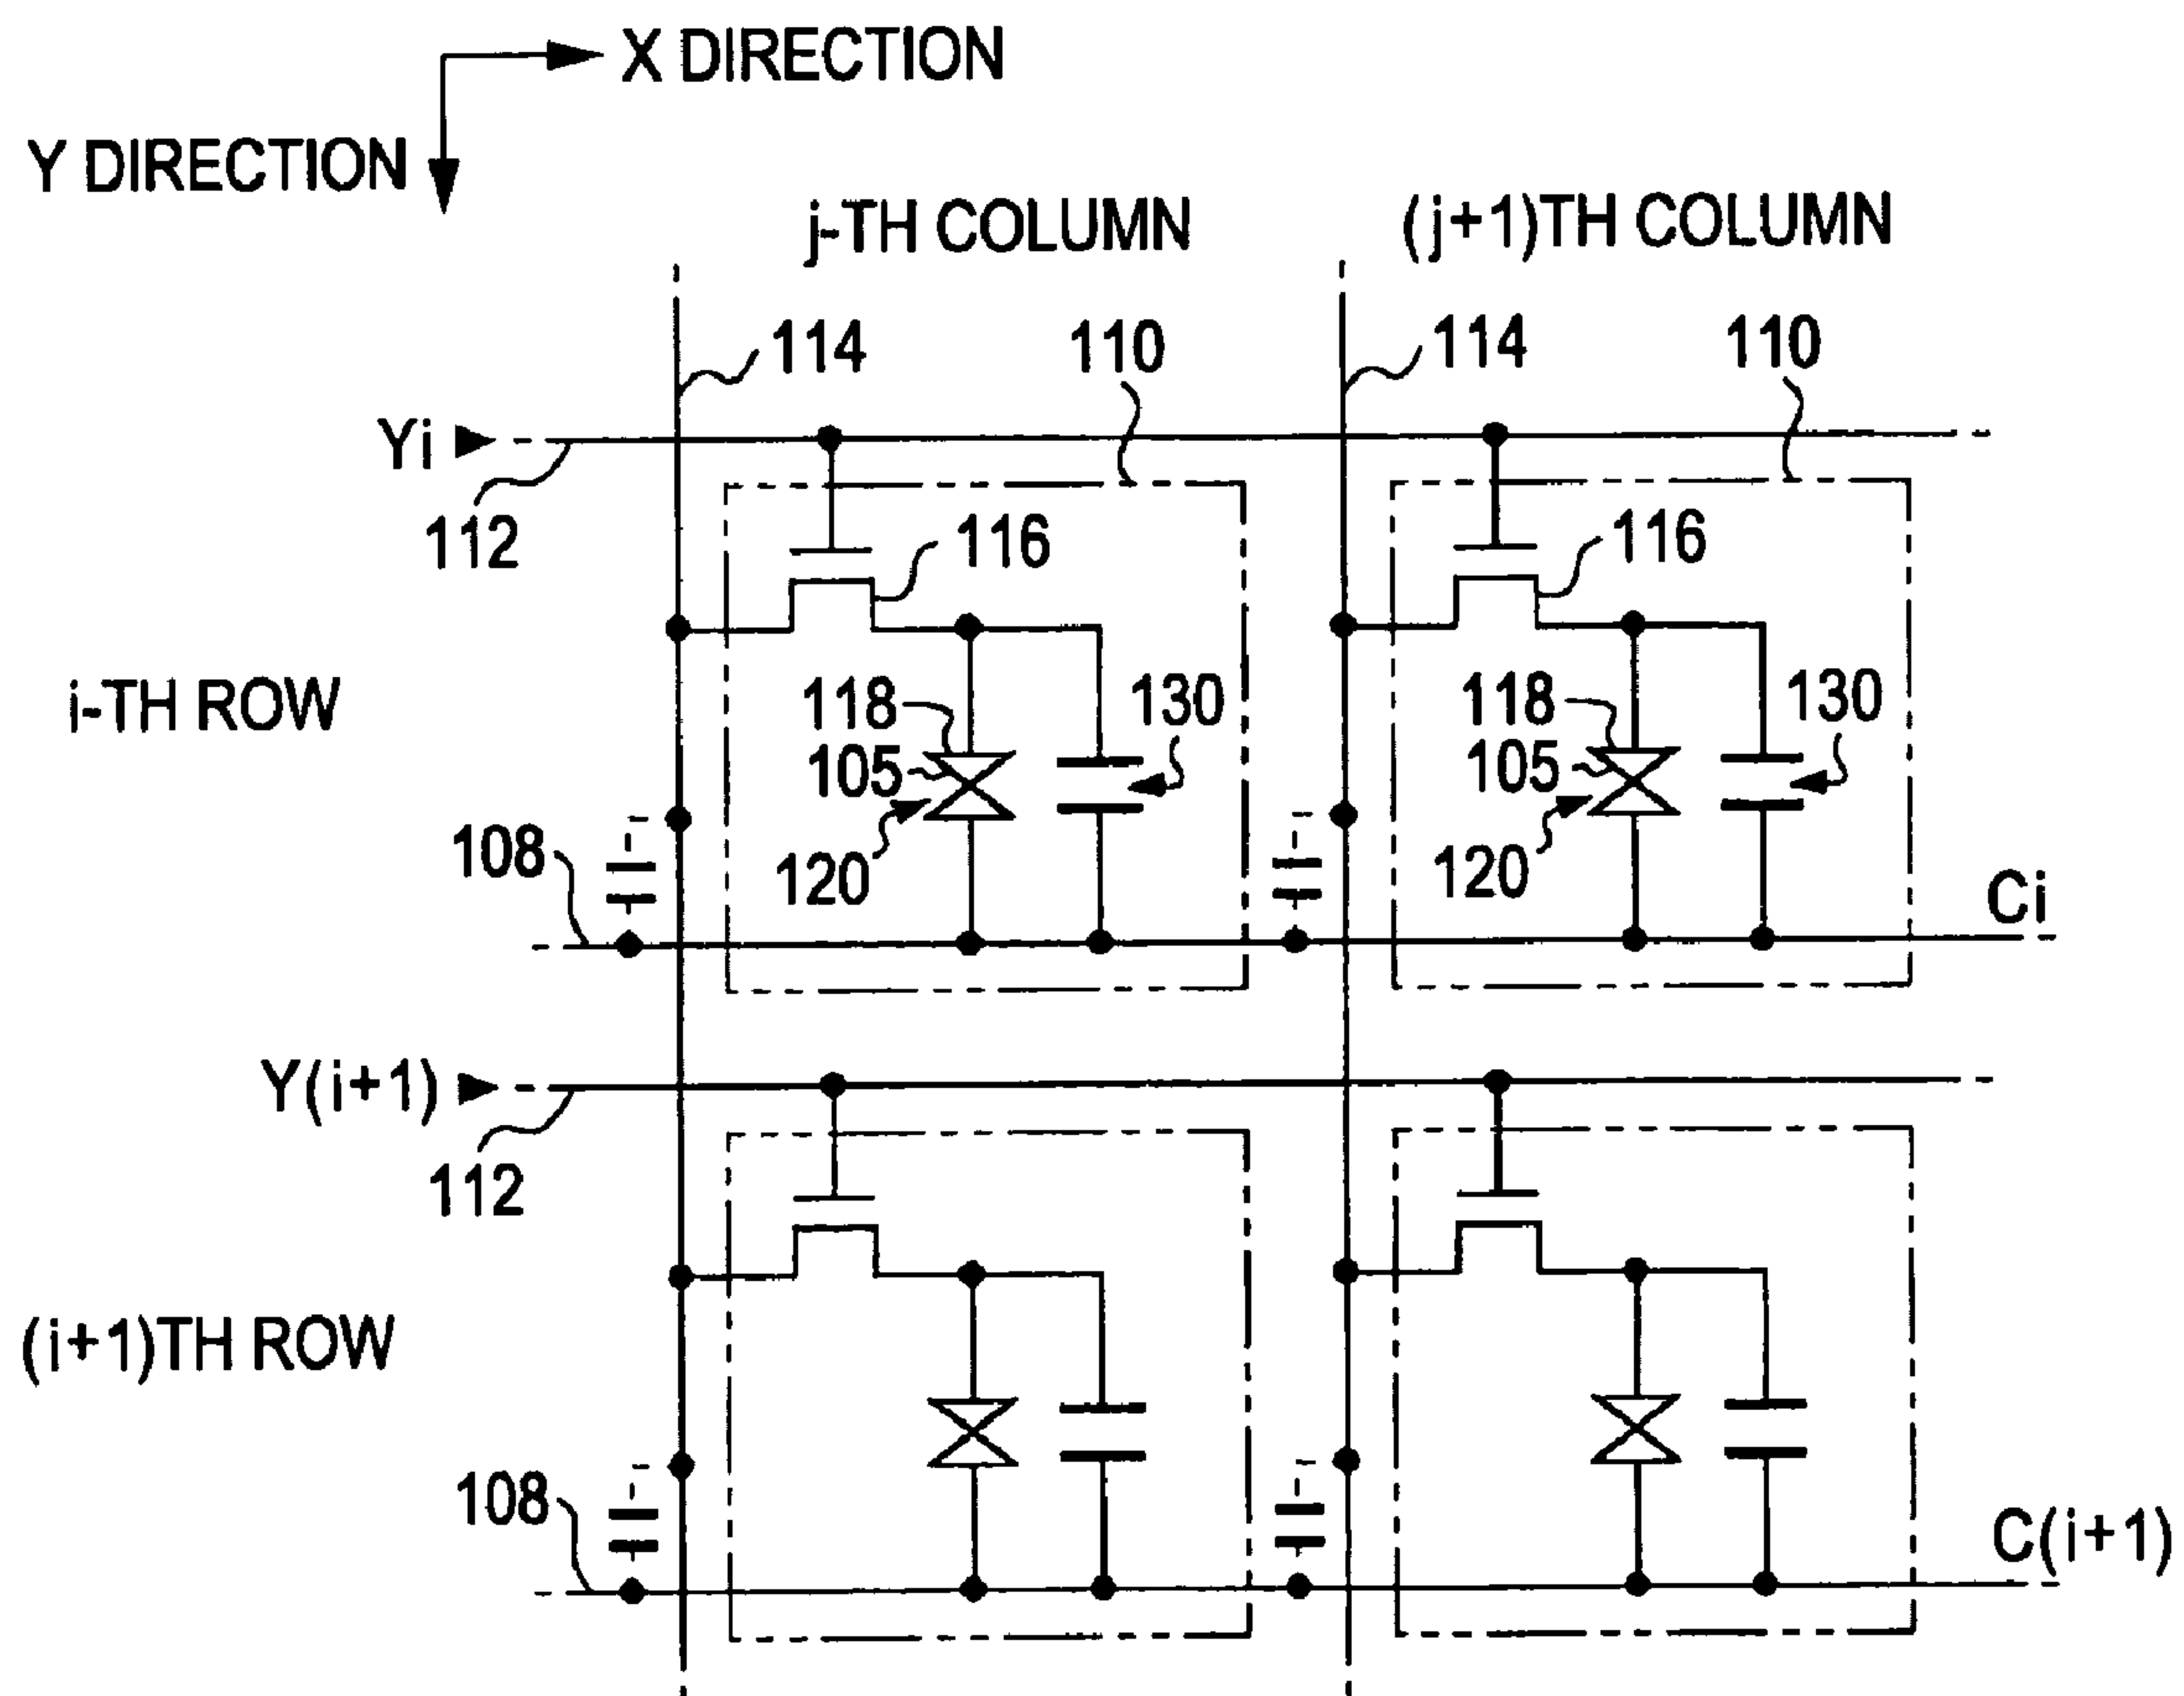 X DIRECTION
Y DIRECTION
j-TH COLUMN
(j+1)TH COLUMN
114
110
114
110
Yi
112
116
116
i-TH ROW
118
130
118
130
105
105
108
120
120
Ci
Y(i+1)
112
(i+1)TH ROW
108
C(i+1)